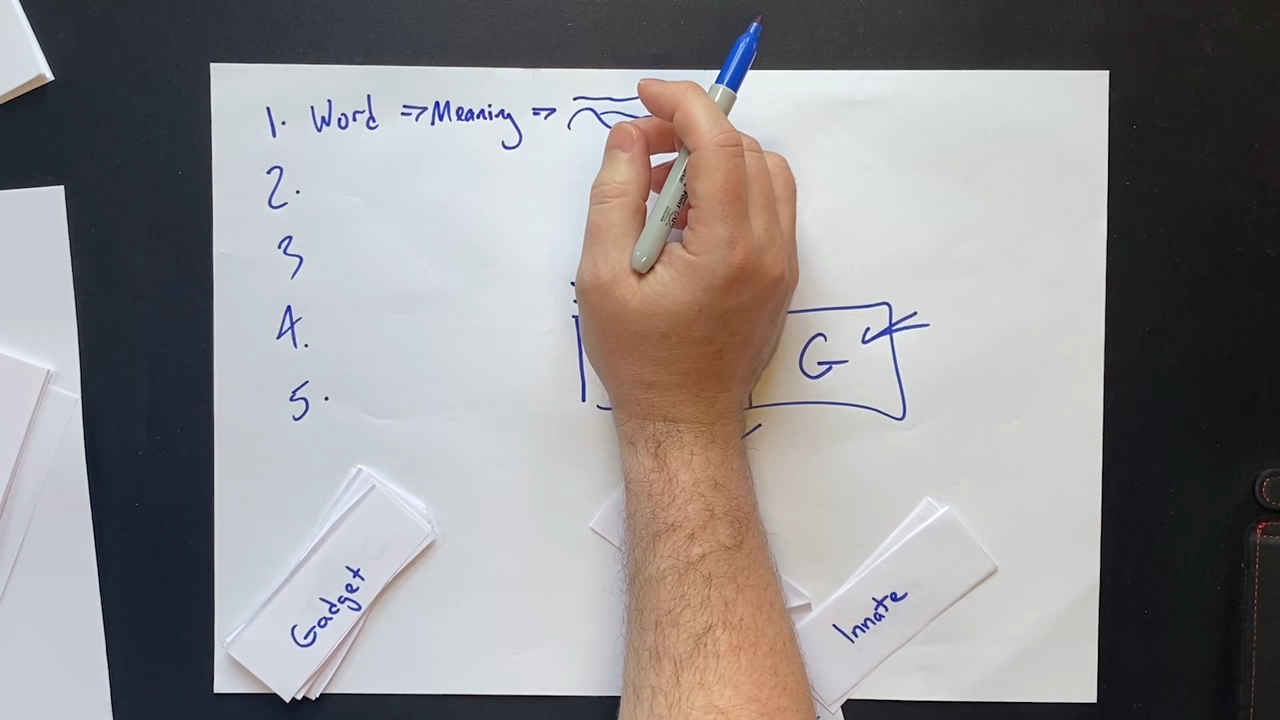 1. Word => Meaning =>
2.
3
4.
5.
G
Gadget
Innate